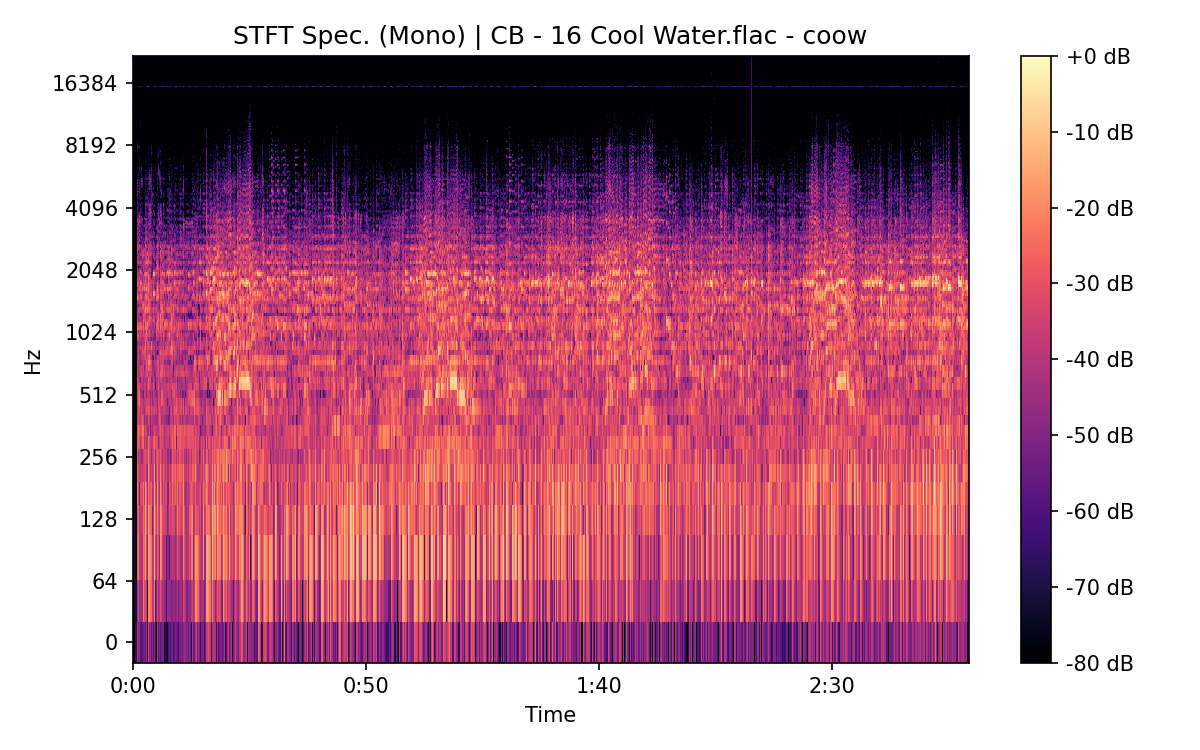 STFT Spec. (Mono) | CB - 16 Cool Water.flac - coow
16384
8192
4096
2048
1024
512
256
128
64
0
Hz
0:00
0:50
1:40
2:30
Time
+0 dB
-10 dB
-20 dB
-30 dB
-40 dB
-50 dB
-60 dB
-70 dB
-80 dB